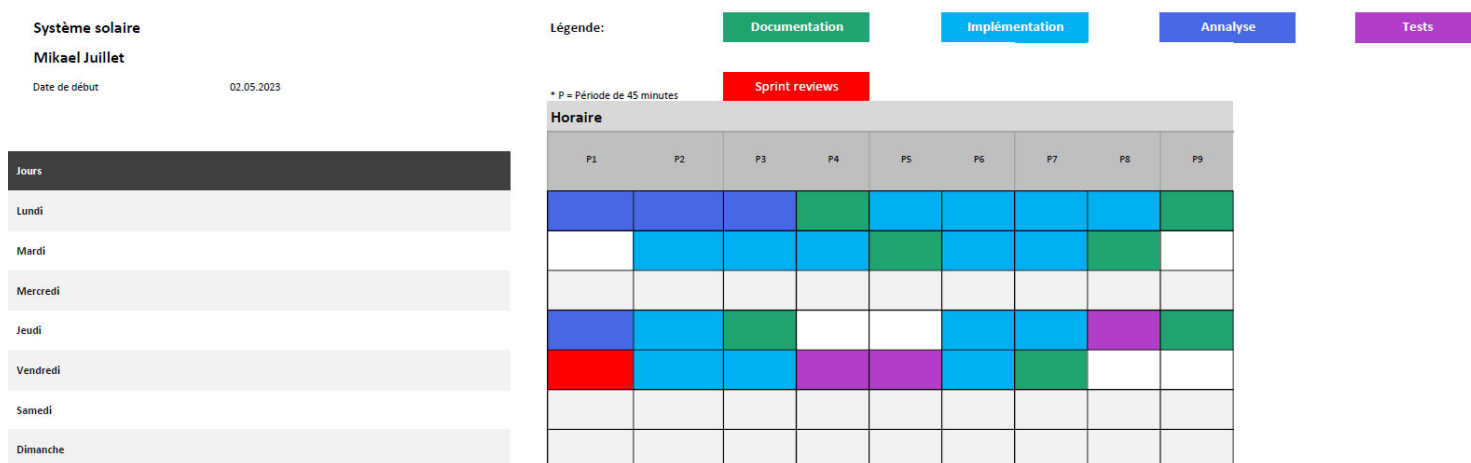 Système solaire
Mikael Juillet
Date de début 02.05.2023
Légende: Documentation Implémentation Annalyse Tests
* P = Période de 45 minutes Sprint reviews
Horaire
Jours P1 P2 P3 P4 P5 P6 P7 P8 P9
Lundi
Mardi
Mercredi
Jeudi
Vendredi
Samedi
Dimanche